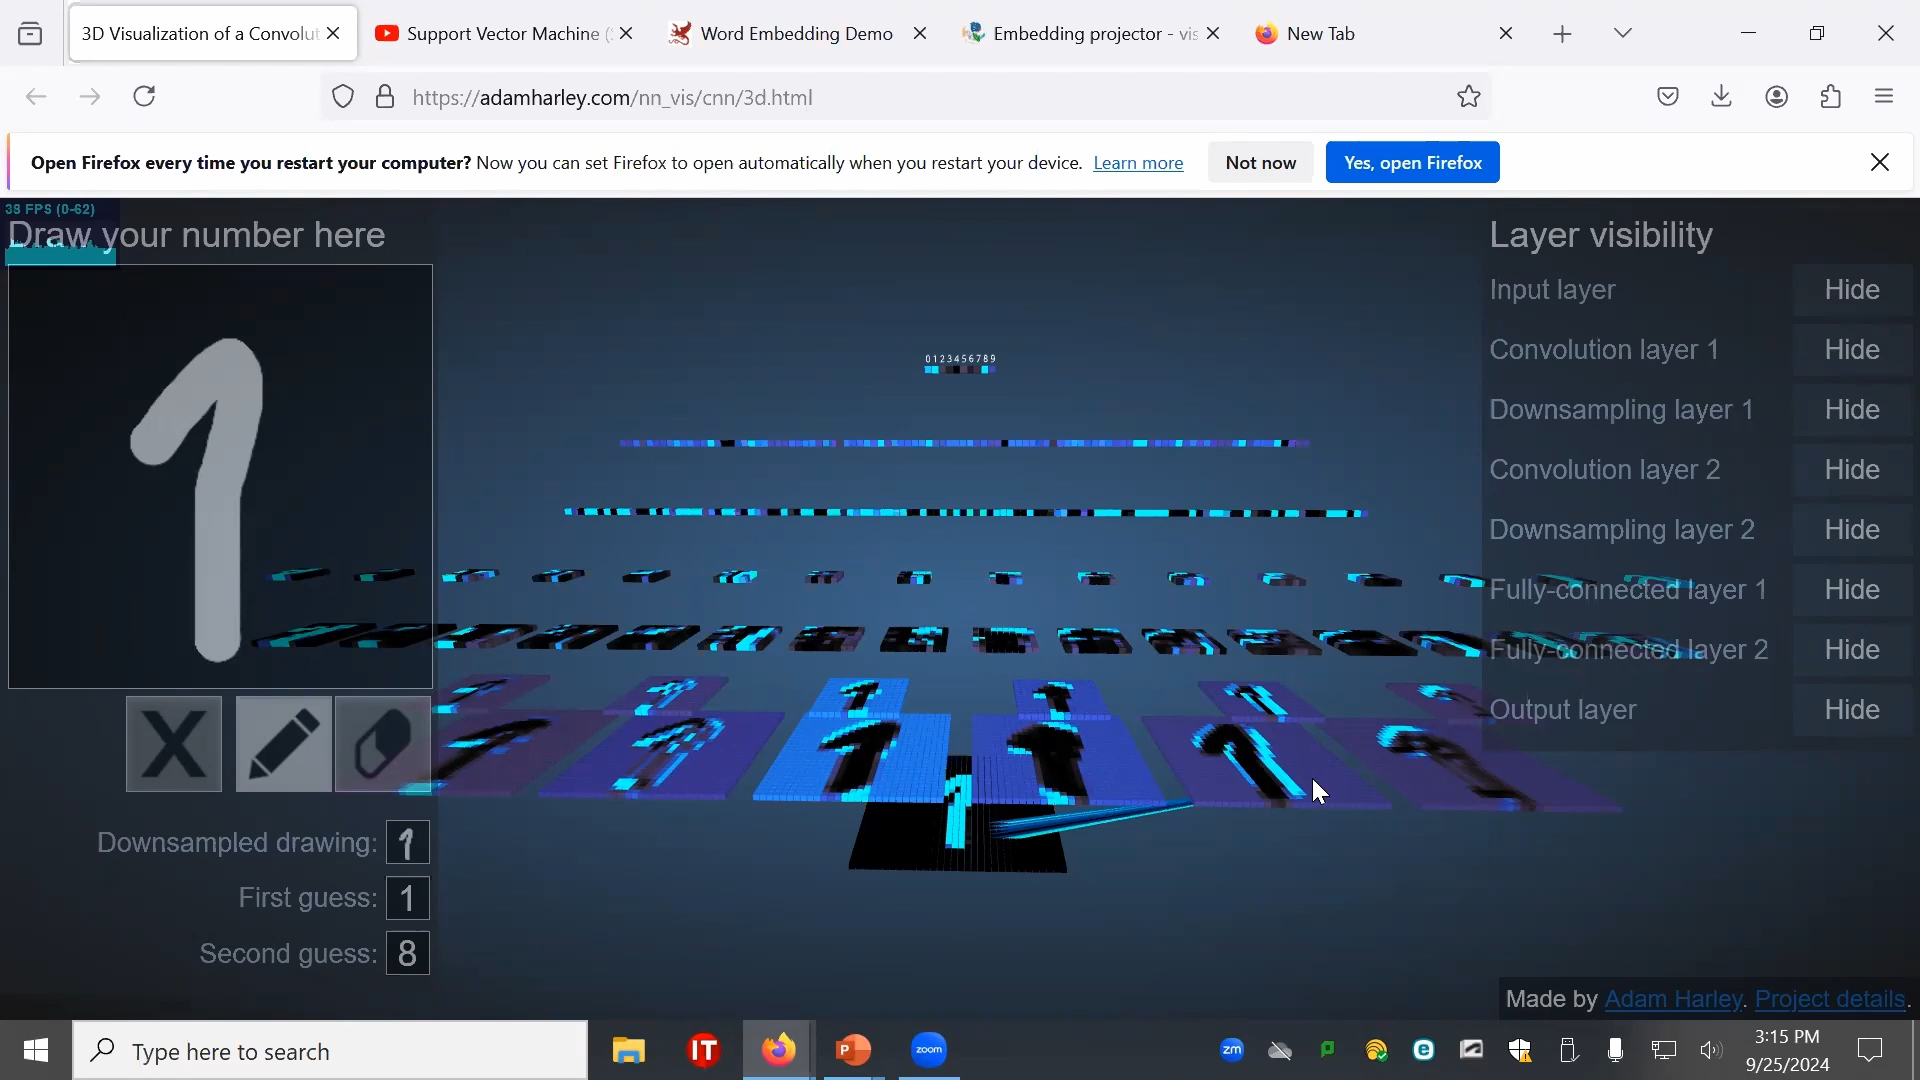 3D Visualization of a Convolut
Support Vector Machine (
Word Embedding Demo
Embedding projector - vis
New Tab
https://adamharley.com/nn_vis/cnn/3d.html
Open Firefox every time you restart your computer? Now you can set Firefox to open automatically when you restart your device. Learn more
Not now
Yes, open Firefox
38 FPS (0-62)
Draw your number here
1
X
Downsampled drawing: 1
First guess: 1
Second guess: 8
0123456789
Layer visibility
Input layer Hide
Convolution layer 1 Hide
Downsampling layer 1 Hide
Convolution layer 2 Hide
Downsampling layer 2 Hide
Fully-connected layer 1 Hide
Fully-connected layer 2 Hide
Output layer Hide
Made by Adam Harley. Project details.
Type here to search
IT
P
zoom
zm
e
3:15 PM
9/25/2024